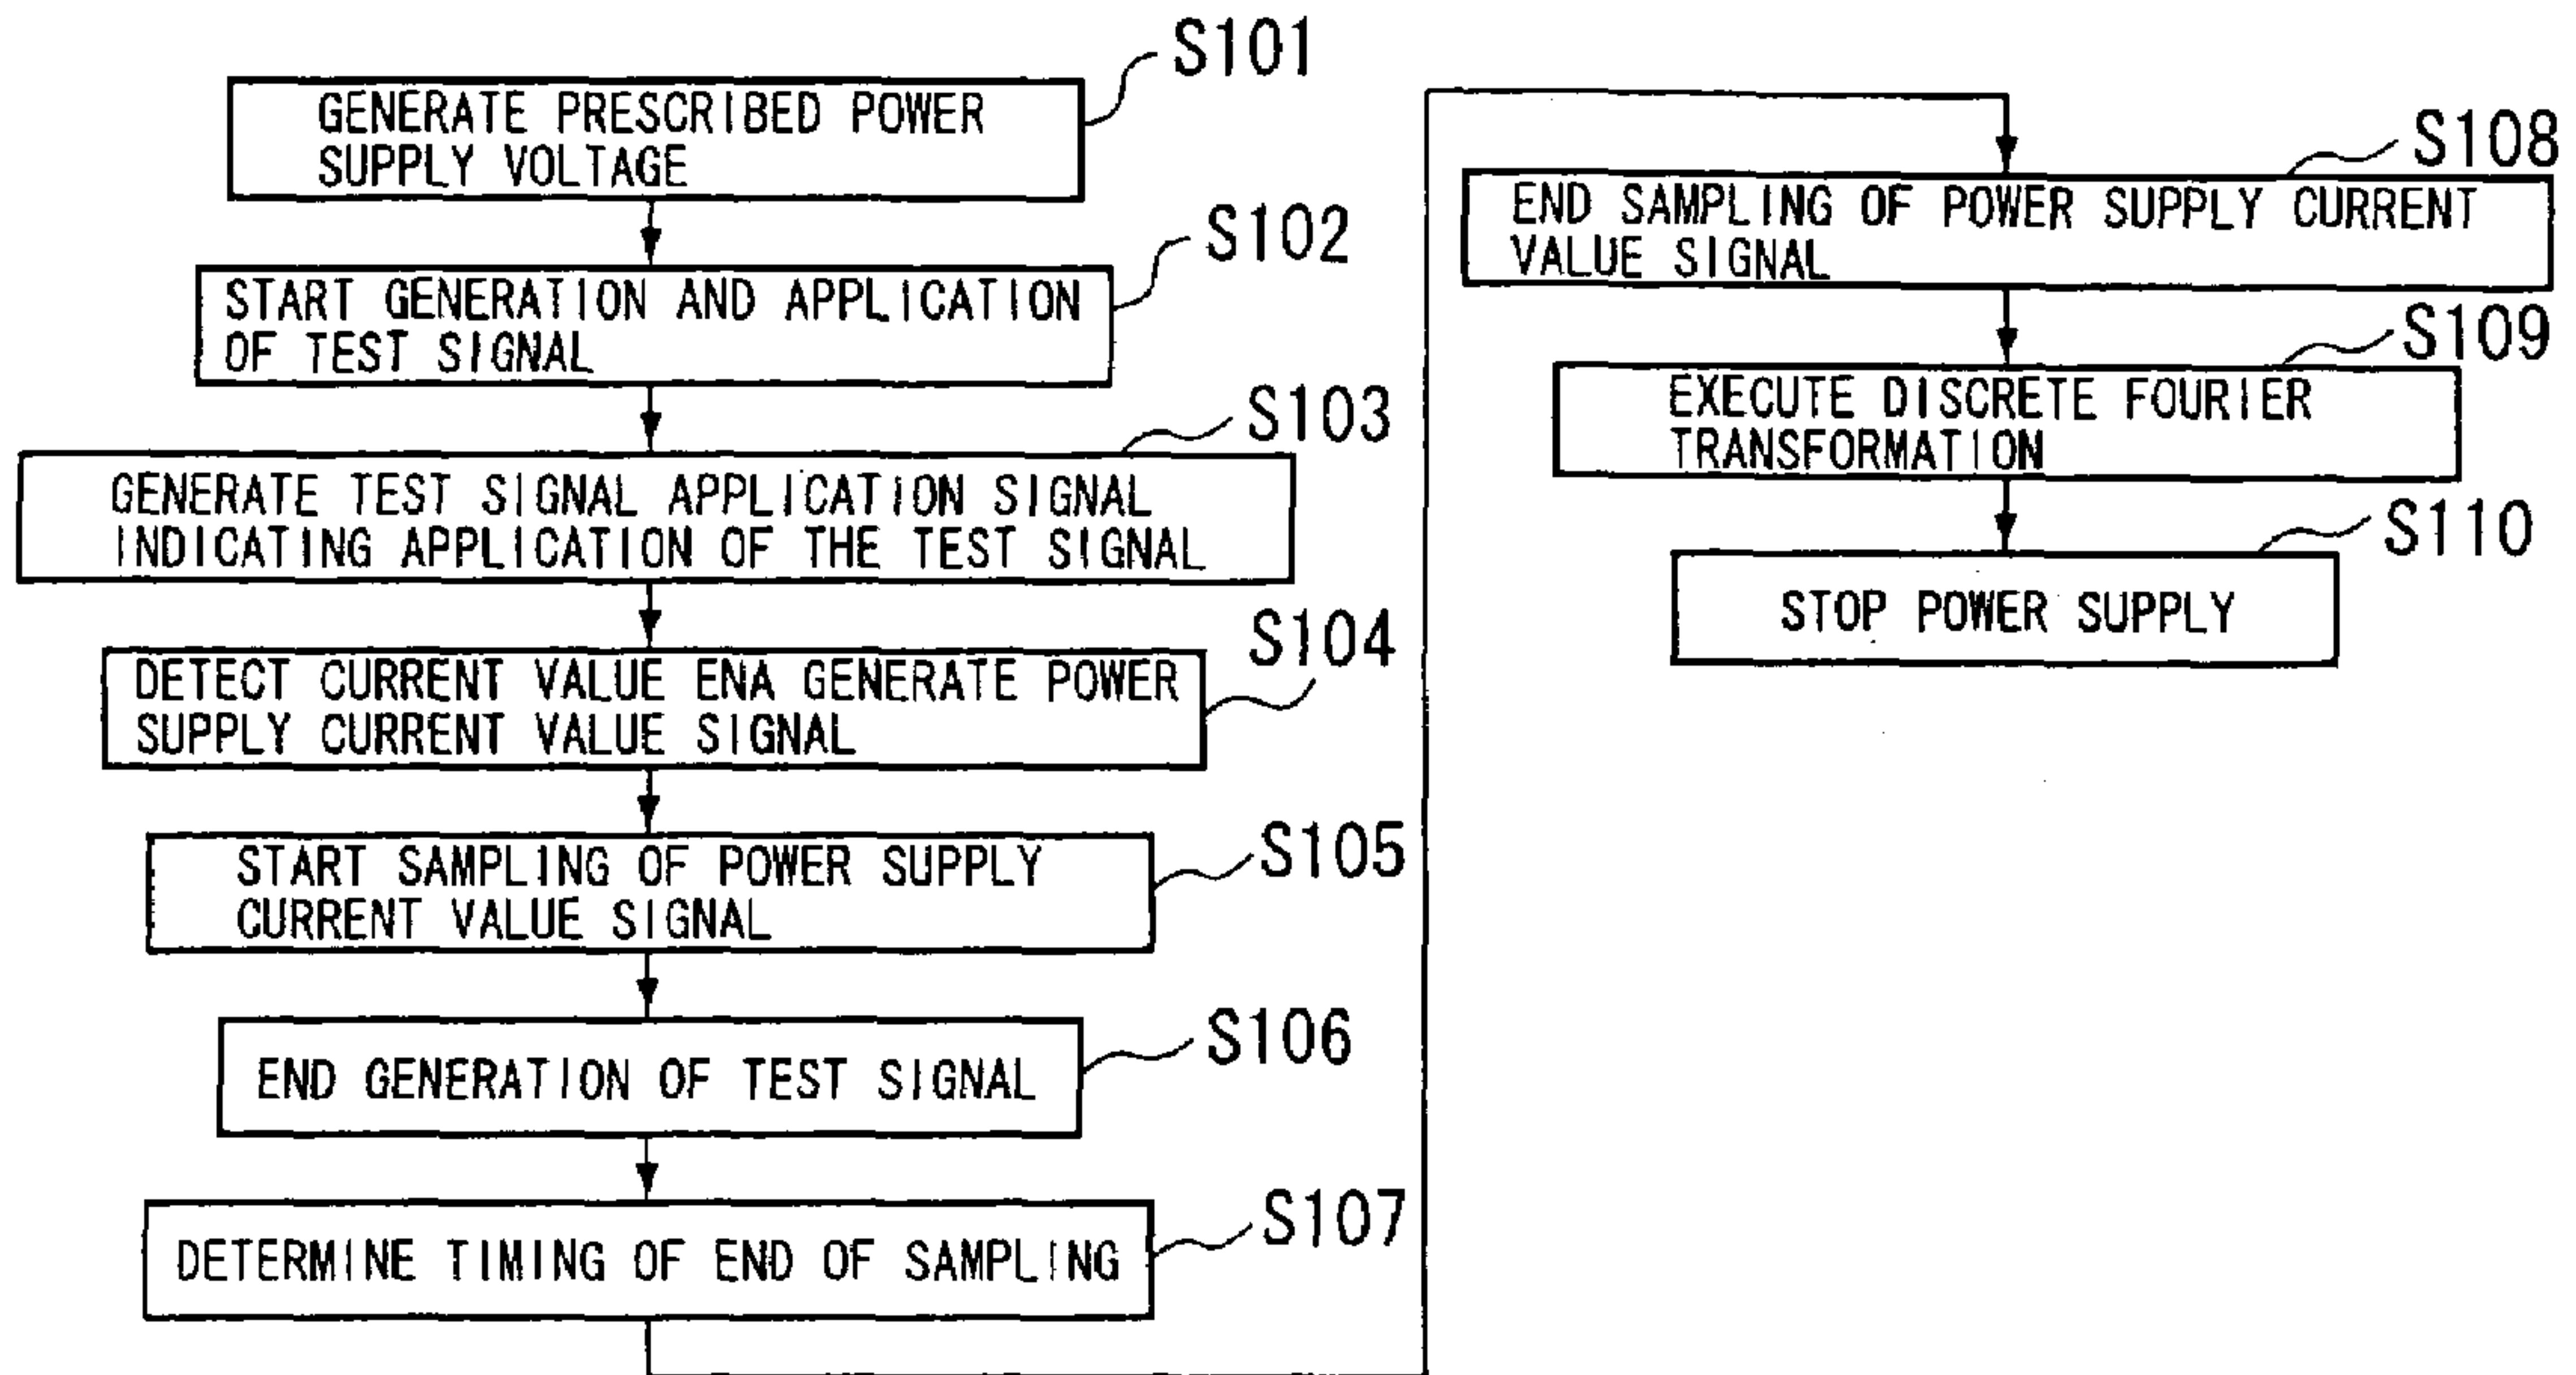 S101
GENERATE PRESCRIBED POWER
SUPPLY VOLTAGE
S102
START GENERATION AND APPLICATION
OF TEST SIGNAL
S103
GENERATE TEST SIGNAL APPLICATION SIGNAL
INDICATING APPLICATION OF THE TEST SIGNAL
S104
DETECT CURRENT VALUE ENA GENERATE POWER
SUPPLY CURRENT VALUE SIGNAL
S105
START SAMPLING OF POWER SUPPLY
CURRENT VALUE SIGNAL
S106
END GENERATION OF TEST SIGNAL
S107
DETERMINE TIMING OF END OF SAMPLING
S108
END SAMPLING OF POWER SUPPLY CURRENT
VALUE SIGNAL
S109
EXECUTE DISCRETE FOURIER
TRANSFORMATION
S110
STOP POWER SUPPLY